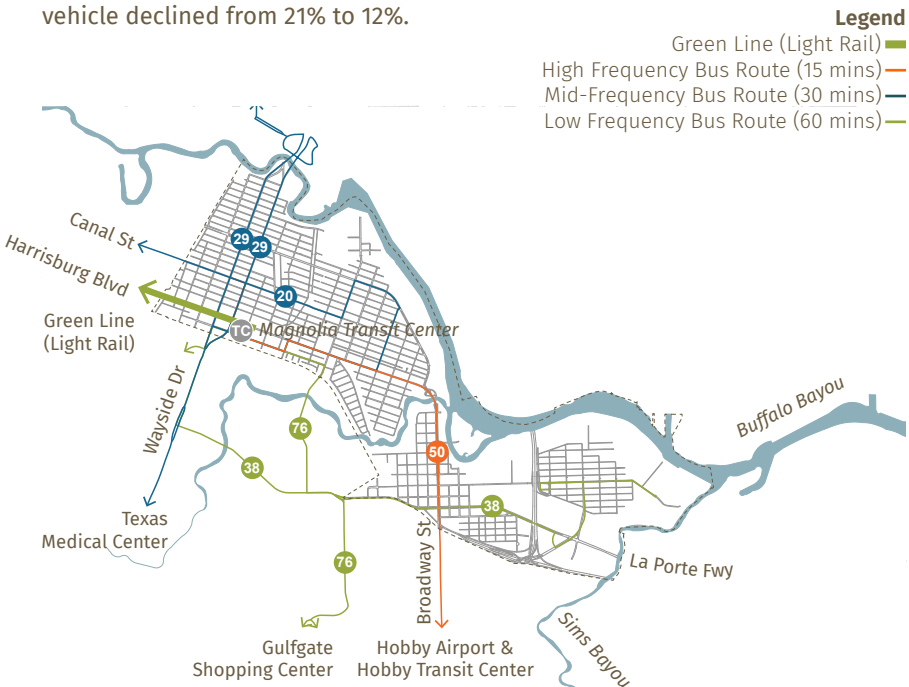 vehicle declined from 21% to 12%.
Legend
Green Line (Light Rail)
High Frequency Bus Route (15 mins)
Mid-Frequency Bus Route (30 mins)
Low Frequency Bus Route (60 mins)
Canal St
Harrisburg Blvd
29
29
20
Green Line
(Light Rail)
TC
Magnolia Transit Center
Wayside Dr
76
38
50
38
76
Buffalo Bayou
Texas
Medical Center
Broadway St
La Porte Fwy
Sims Bayou
Gulfgate
Shopping Center
Hobby Airport &
Hobby Transit Center